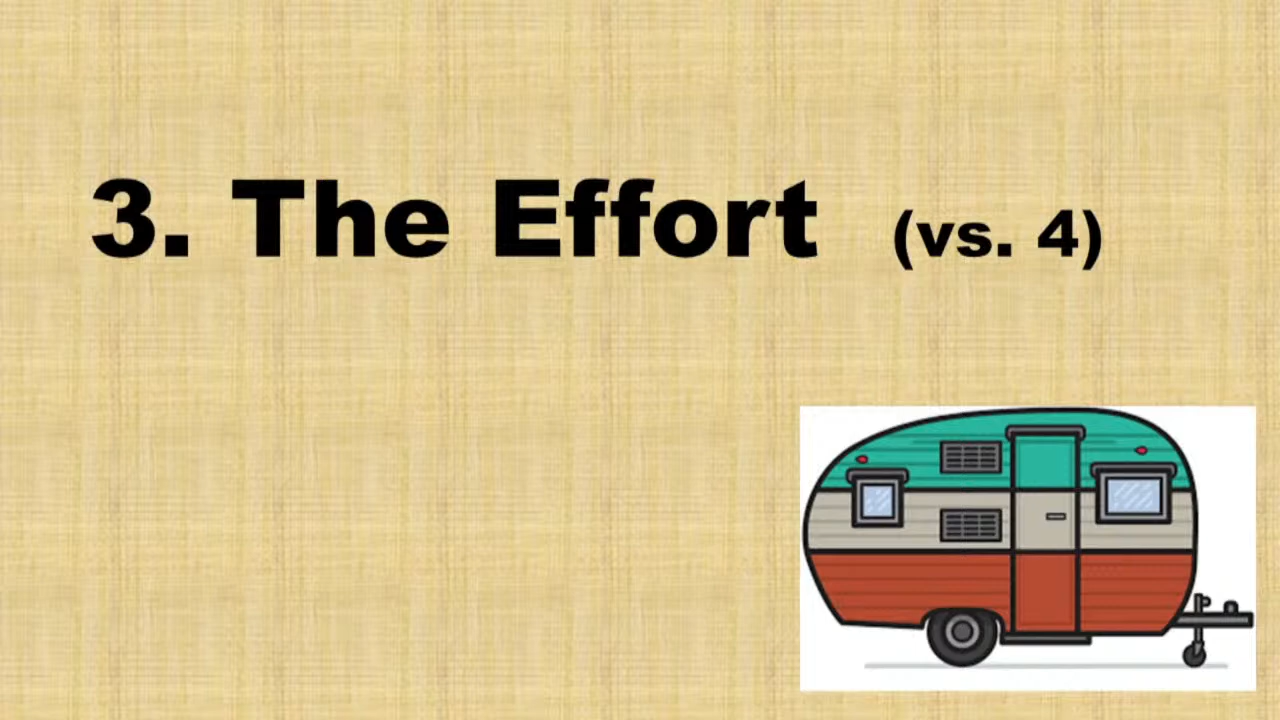 3. The Effort (vs. 4)